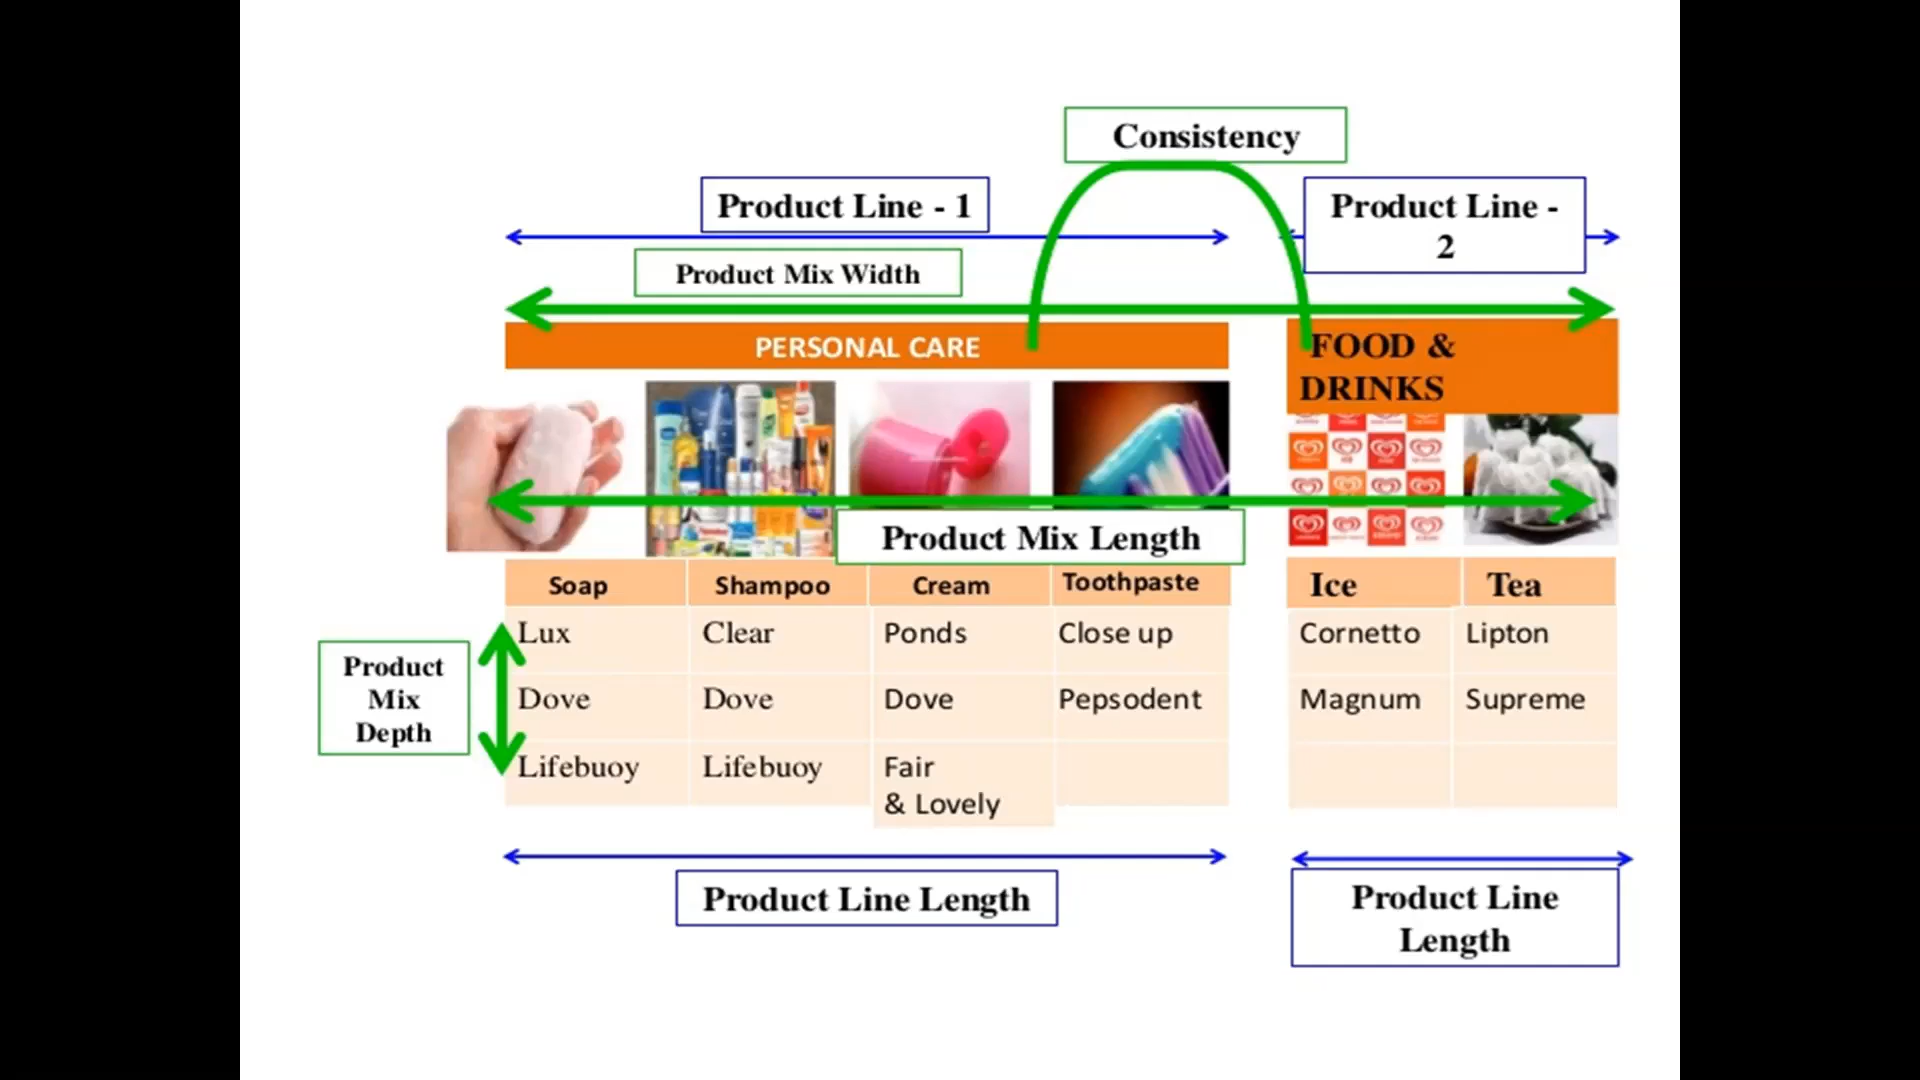 Consistency
Product Line - 1
Product Line -
2
Product Mix Width
PERSONAL CARE
FOOD &
DRINKS
Product Mix Length
Soap
Shampoo
Cream
Toothpaste
Ice
Tea
Lux
Clear
Ponds
Close up
Cornetto
Lipton
Product
Mix
Depth
Dove
Dove
Dove
Pepsodent
Magnum
Supreme
Lifebuoy
Lifebuoy
Fair
& Lovely
Product Line Length
Product Line
Length